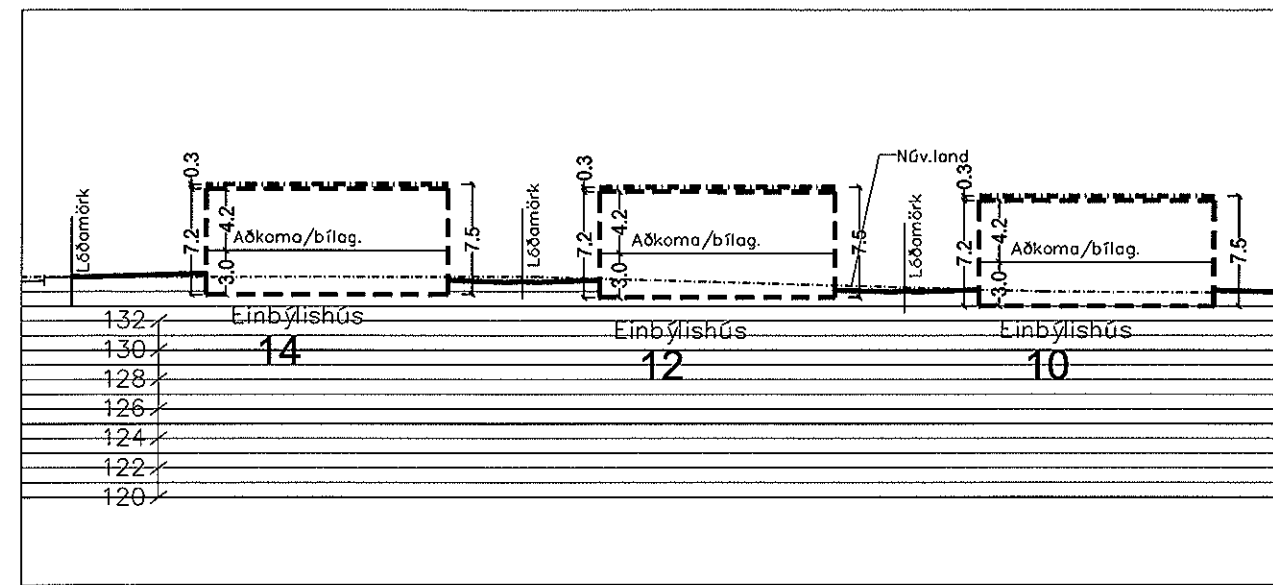 Lóðamörk
0.3
7.2
4.2
3.0
Aðkoma/bílag.
7.5
Lóðamörk
0.3
7.2
4.2
3.0
Aðkoma/bílag.
7.5
Núv.land
Lóðamörk
0.3
7.2
4.2
3.0
Aðkoma/bílag.
7.5
Einbýlishús
14
Einbýlishús
12
Einbýlishús
10
132
130
128
126
124
122
120